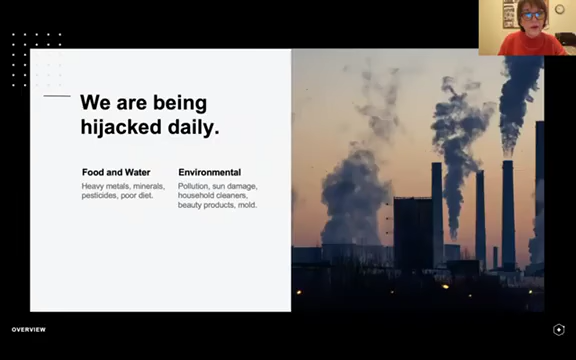 We are being
hijacked daily.
Food and Water
Heavy metals, minerals,
pesticides, poor diet.
Environmental
Pollution, sun damage,
household cleaners,
beauty products, mold.
OVERVIEW